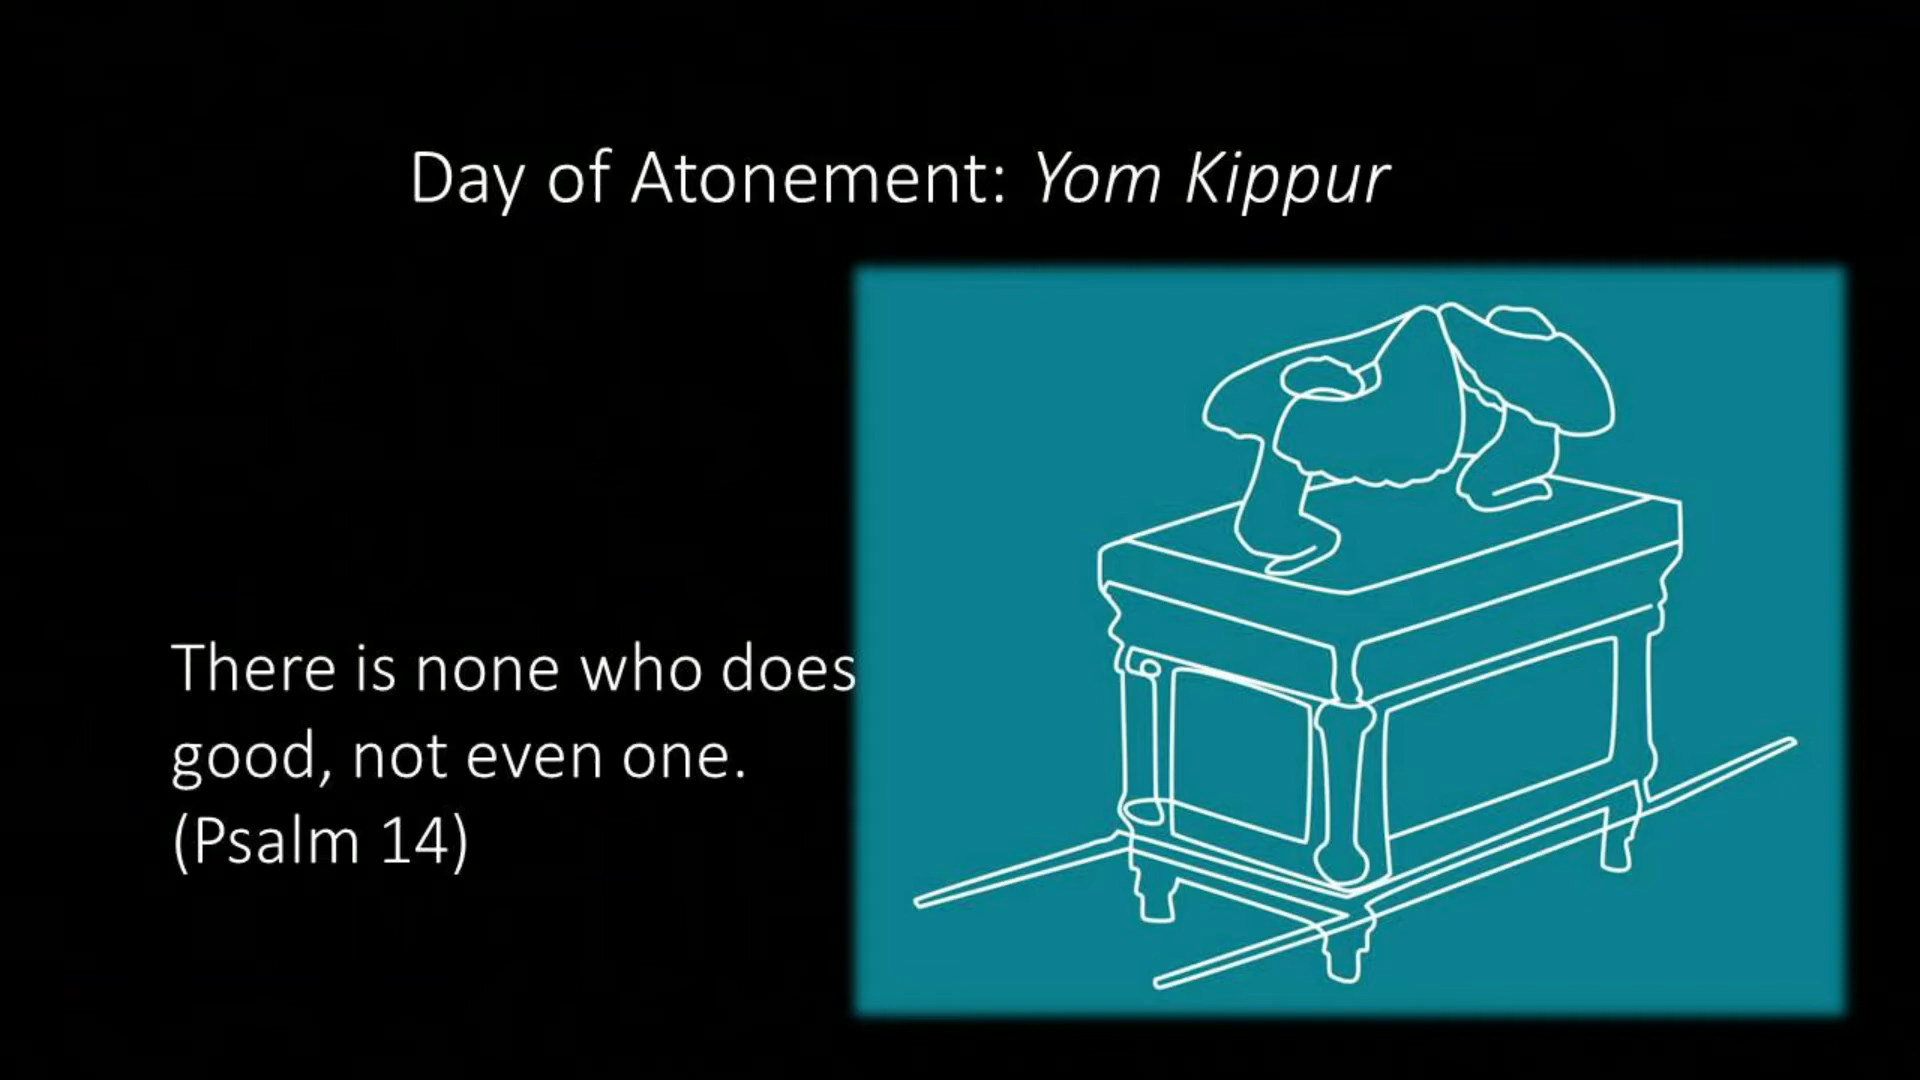 Day of Atonement: Yom Kippur
There is none who does
good, not even one.
(Psalm 14)